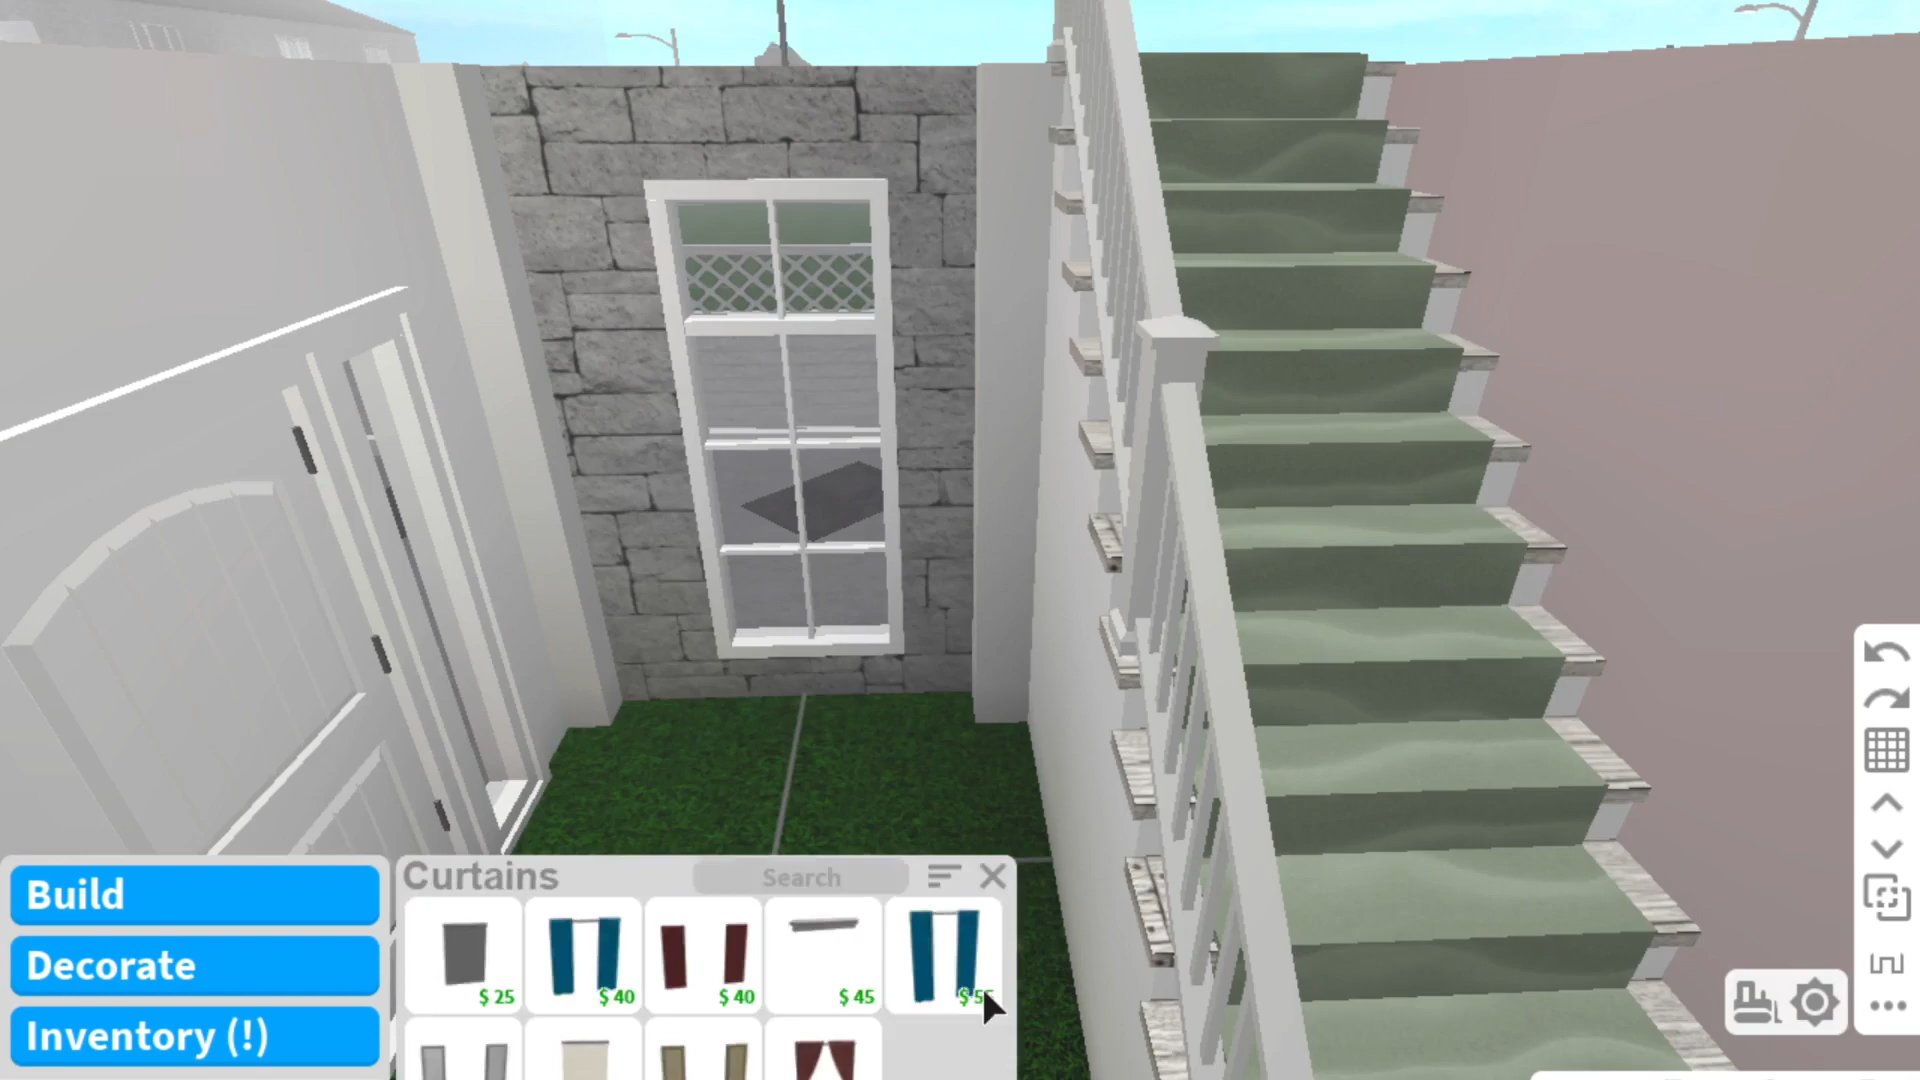 Curtains
Search
Build
Decorate
Inventory (!)
$ 25
$ 40
$ 40
$ 45